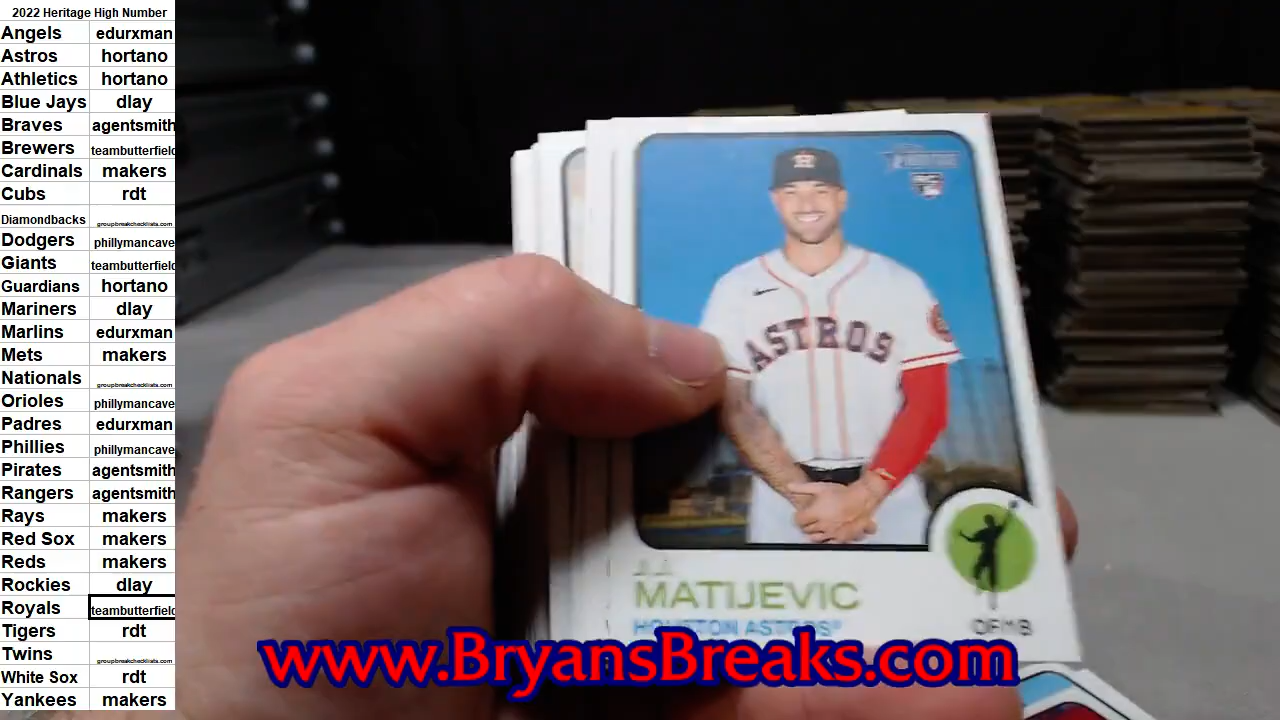 2022 Heritage High Number
Angels edurxman
Astros hortano
Athletics hortano
Blue Jays dlay
Braves agentsmith
Brewers teambutterfield
Cardinals makers
Cubs rdt
Diamondbacks groupbreakchecklists.com
Dodgers phillymancave
Giants teambutterfield
Guardians hortano
Mariners dlay
Marlins edurxman
Mets makers
Nationals groupbreakchecklists.com
Orioles phillymancave
Padres edurxman
Phillies phillymancave
Pirates agentsmith
Rangers agentsmith
Rays makers
Red Sox makers
Reds makers
Rockies dlay
Royals teambutterfield
Tigers rdt
Twins groupbreakchecklists.com
White Sox rdt
Yankees makers
H
RC
ASTROS
J.J.
MATIJEVIC
HOUSTON ASTROS®
OF/1B
www.BryansBreaks.com